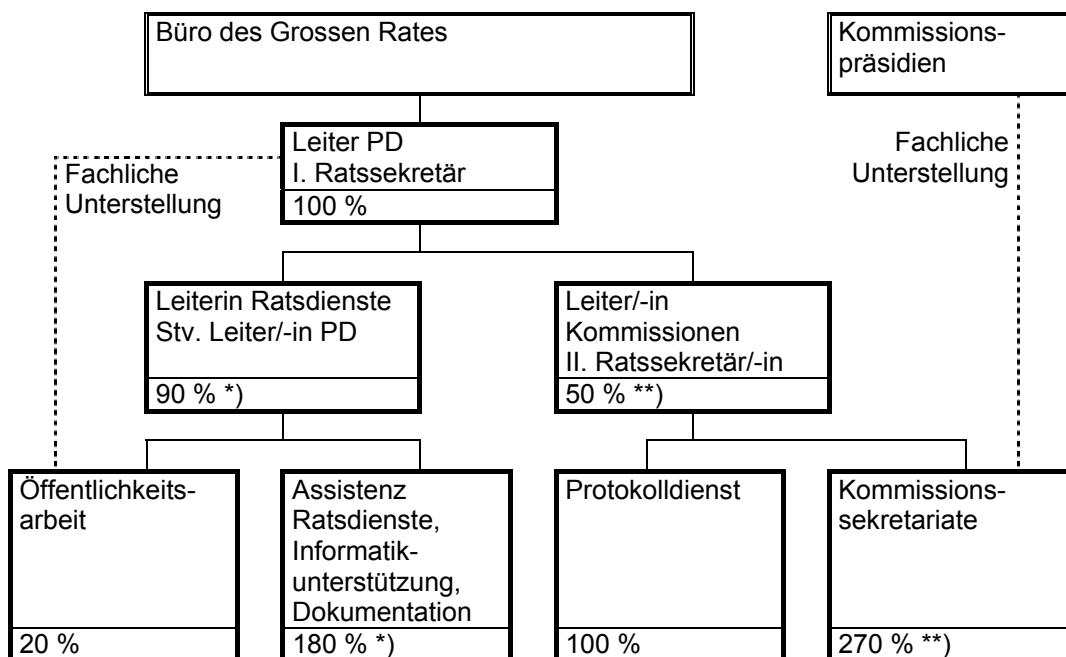 Büro des Grossen Rates
Kommissions-
präsidien
Leiter PD
I. Ratssekretär
100 %
Fachliche
Unterstellung
Fachliche
Unterstellung
Leiterin Ratsdienste
Stv. Leiter/-in PD
90 % *)
Leiter/-in
Kommissionen
II. Ratssekretär/-in
50 % **)
Öffentlichkeits-
arbeit
20 %
Assistenz
Ratsdienste,
Informatik-
unterstützung,
Dokumentation
180 % *)
Protokolldienst
100 %
Kommissions-
sekretariate
270 % **)